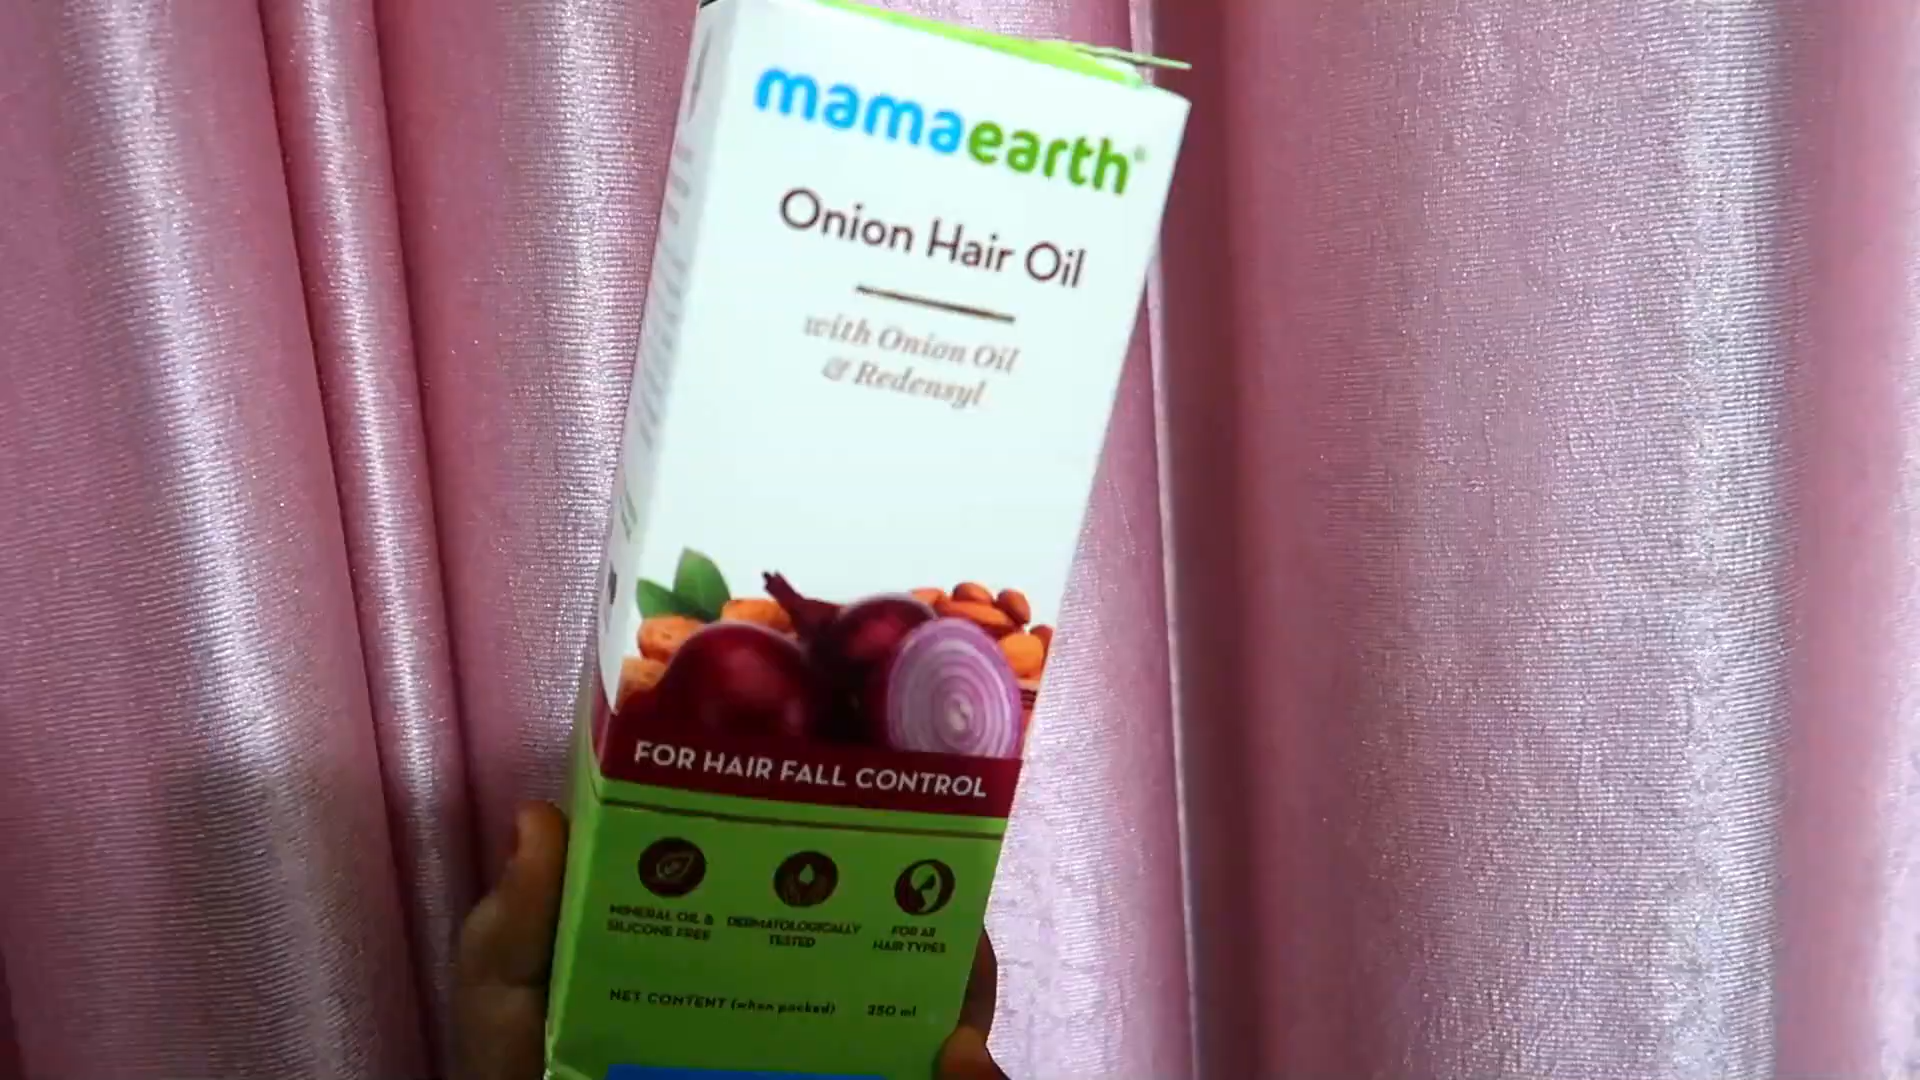 mamaearth®
Onion Hair Oil
with Onion Oil
& Redensyl
FOR HAIR FALL CONTROL
MINERAL OIL &
SILICONE FREE
DERMATOLOGICALLY
TESTED
FOR All
HAIR TYPES
NET CONTENT (when packed) 250 ml